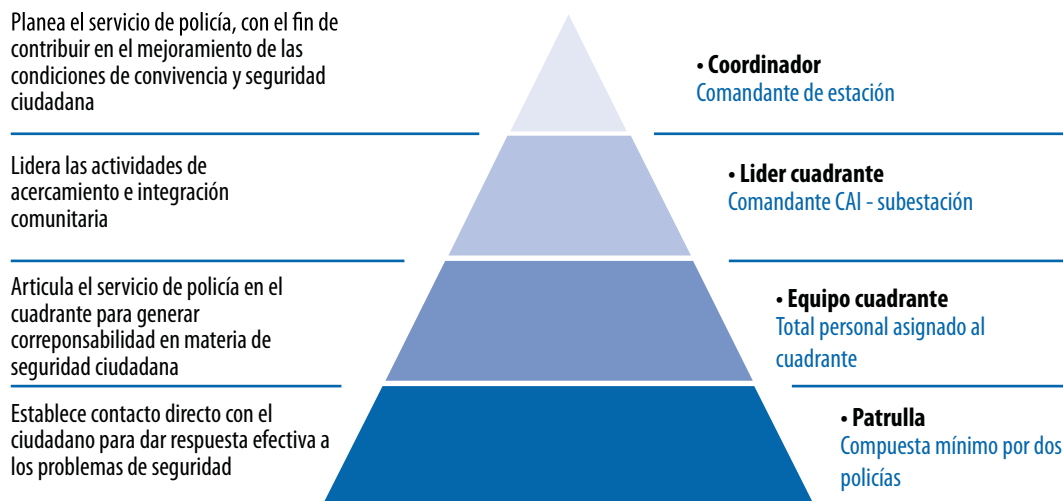 Planea el servicio de policía, con el fin de
contribuir en el mejoramiento de las
condiciones de convivencia y seguridad
ciudadana
• Coordinador
Comandante de estación
Lidera las actividades de
acercamiento e integración
comunitaria
• Lider cuadrante
Comandante CAI - subestación
Articula el servicio de policía en el
cuadrante para generar
correponsabilidad en materia de
seguridad ciudadana
• Equipo cuadrante
Total personal asignado al
cuadrante
Establece contacto directo con el
ciudadano para dar respuesta efectiva a
los problemas de seguridad
• Patrulla
Compuesta mínimo por dos
policías